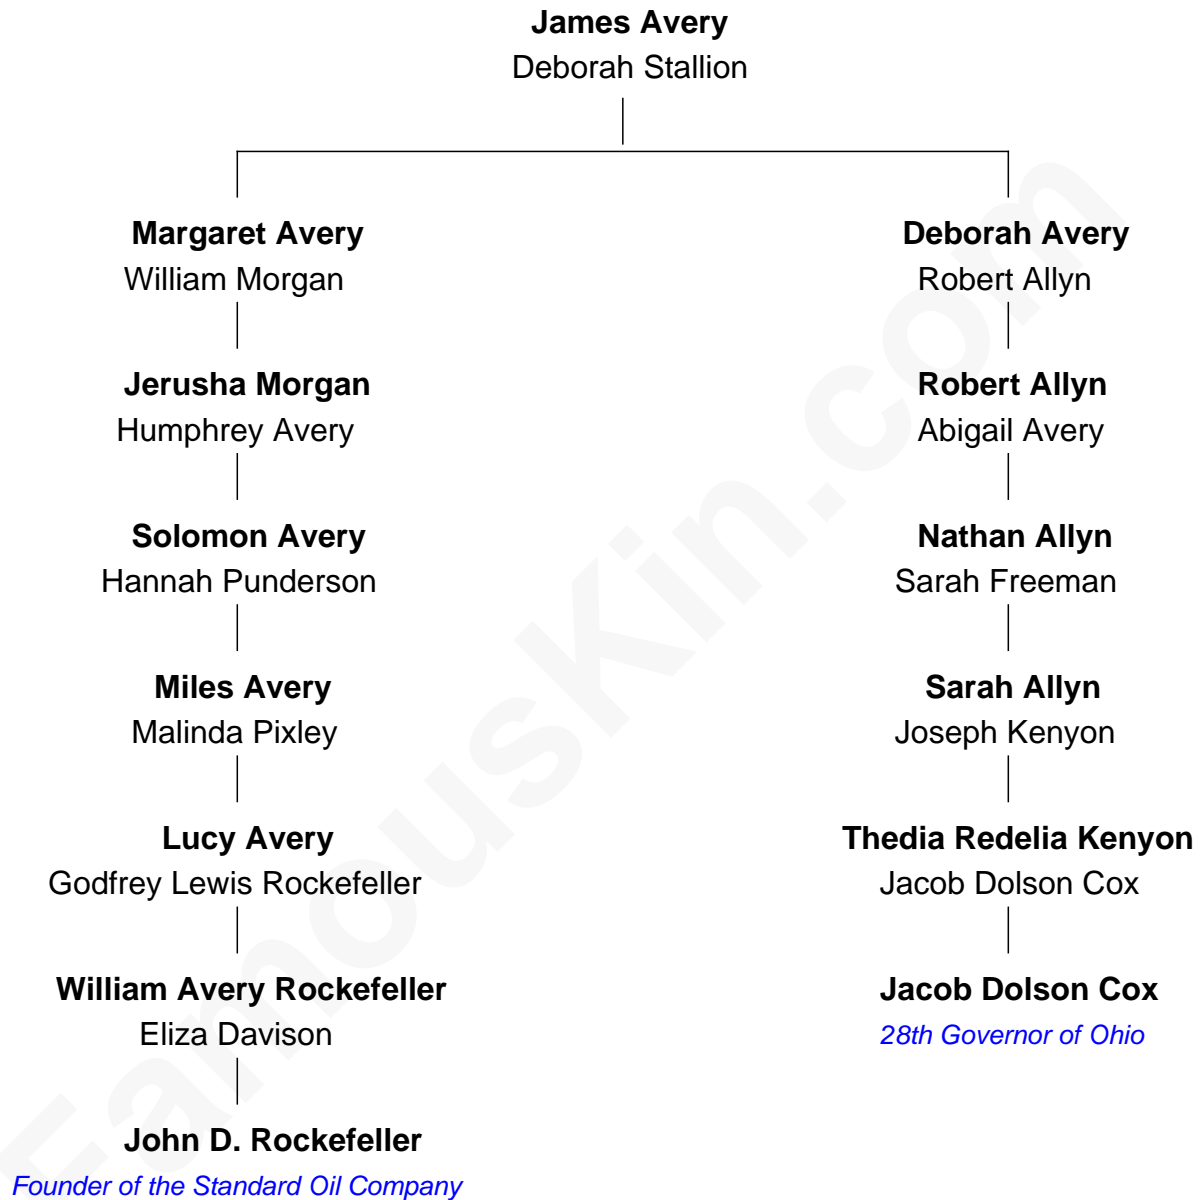 James Avery
Deborah Stallion
Margaret Avery
William Morgan
Deborah Avery
Robert Allyn
Jerusha Morgan
Humphrey Avery
Robert Allyn
Abigail Avery
Solomon Avery
Hannah Punderson
Nathan Allyn
Sarah Freeman
Miles Avery
Malinda Pixley
Sarah Allyn
Joseph Kenyon
Lucy Avery
Godfrey Lewis Rockefeller
Thedia Redelia Kenyon
Jacob Dolson Cox
William Avery Rockefeller
Eliza Davison
Jacob Dolson Cox
28th Governor of Ohio
John D. Rockefeller
Founder of the Standard Oil Company
FamousKin.com